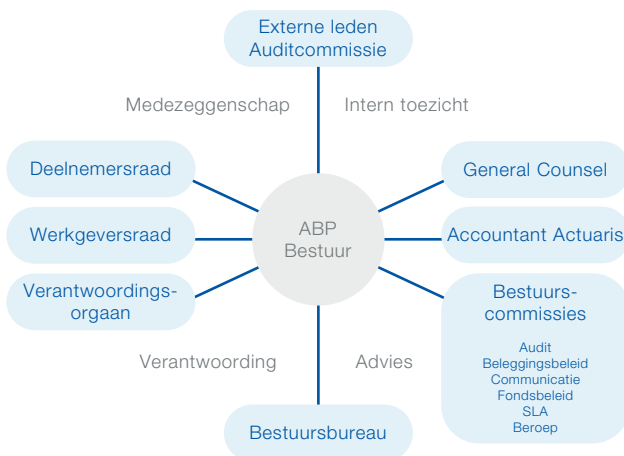 Externe leden
Auditcommissie
Medezeggenschap
Intern toezicht
Deelnemersraad
General Counsel
ABP
Bestuur
Werkgeversraad
Accountant Actuaris
Verantwoordings-
orgaan
Bestuurs-
commissies
Audit
Beleggingsbeleid
Communicatie
Fondsbeleid
SLA
Beroep
Verantwoording
Advies
Bestuursbureau